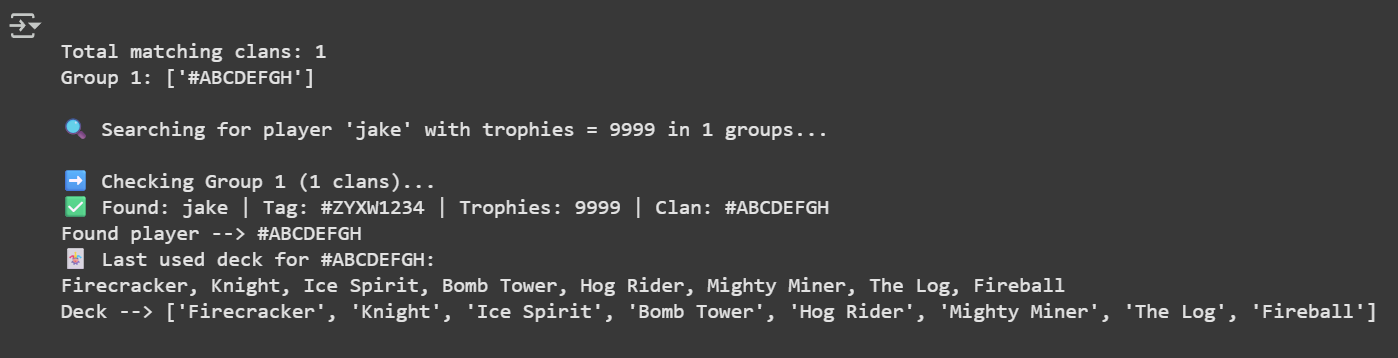 Total matching clans: 1
Group 1: ['#ABCDEFGH']
🔍 Searching for player 'jake' with trophies = 9999 in 1 groups...
➡️ Checking Group 1 (1 clans)...
✅ Found: jake | Tag: #ZYXW1234 | Trophies: 9999 | Clan: #ABCDEFGH
Found player --> #ABCDEFGH
🃏 Last used deck for #ABCDEFGH:
Firecracker, Knight, Ice Spirit, Bomb Tower, Hog Rider, Mighty Miner, The Log, Fireball
Deck --> ['Firecracker', 'Knight', 'Ice Spirit', 'Bomb Tower', 'Hog Rider', 'Mighty Miner', 'The Log', 'Fireball']